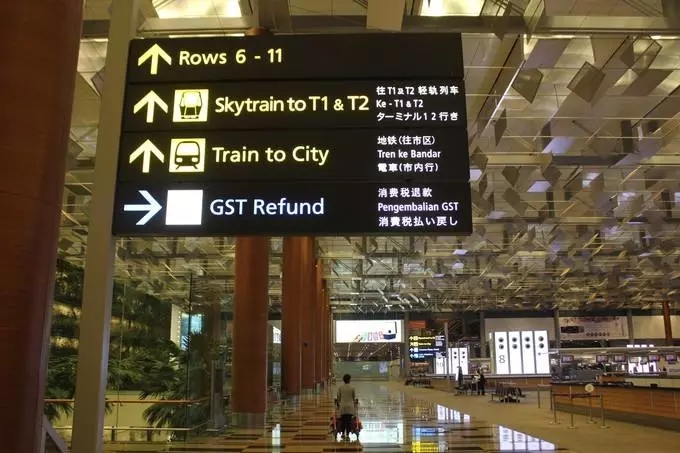 Rows 6 - 11
Skytrain to T1 & T2
往 T1 及 T2 轻轨列车
Ke - T1 & T2
ターミナル 1 2 行き
Train to City
地铁 (往市区)
Tren ke Bandar
電車 (市内行)
GST Refund
消费税退款
Pengembalian GST
消費税払い戻し
8